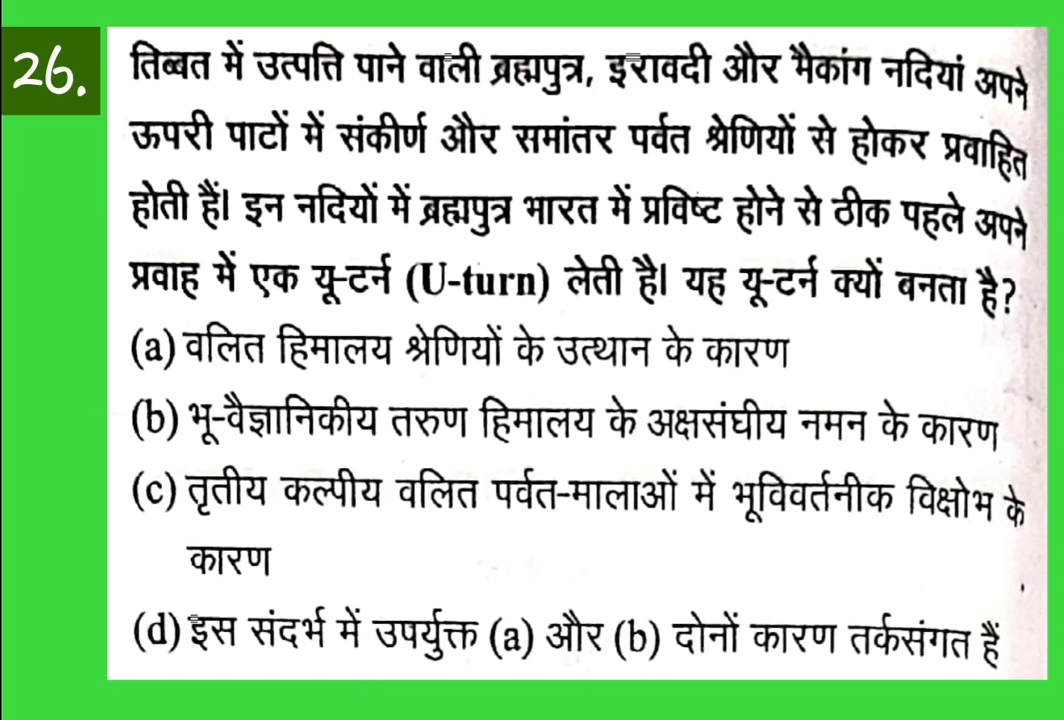 26.
तिब्बत में उत्पत्ति पाने वाली ब्रह्मपुत्र, इरावदी और मैकांग नदियां अपने
ऊपरी पाटों में संकीर्ण और समांतर पर्वत श्रेणियों से होकर प्रवाहित
होती हैं। इन नदियों में ब्रह्मपुत्र भारत में प्रविष्ट होने से ठीक पहले अपने
प्रवाह में एक यू-टर्न (U-turn) लेती है। यह यू-टर्न क्यों बनता है?
(a) वलित हिमालय श्रेणियों के उत्थान के कारण
(b) भू-वैज्ञानिकीय तरुण हिमालय के अक्षसंघीय नमन के कारण
(c) तृतीय कल्पीय वलित पर्वत-मालाओं में भूविवर्तनीक विक्षोभ के
कारण
(d) इस संदर्भ में उपर्युक्त (a) और (b) दोनों कारण तर्कसंगत हैं